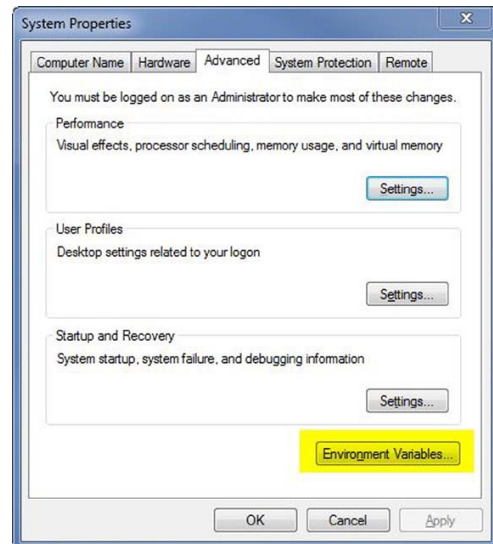 System Properties
Computer Name Hardware Advanced System Protection Remote
You must be logged on as an Administrator to make most of these changes.
Performance
Visual effects, processor scheduling, memory usage, and virtual memory
Settings...
User Profiles
Desktop settings related to your logon
Settings...
Startup and Recovery
System startup, system failure, and debugging information
Settings...
Environment Variables...
OK Cancel Apply